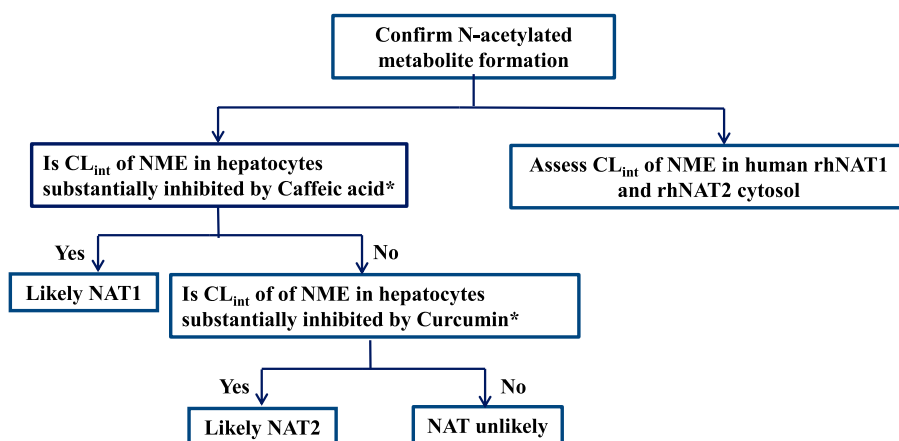 Confirm N-acetylated
metabolite formation
Is CLint of NME in hepatocytes
substantially inhibited by Caffeic acid*
Assess CLint of NME in human rhNAT1
and rhNAT2 cytosol
Yes
No
Likely NAT1
Is CLint of of NME in hepatocytes
substantially inhibited by Curcumin*
Yes
No
Likely NAT2
NAT unlikely